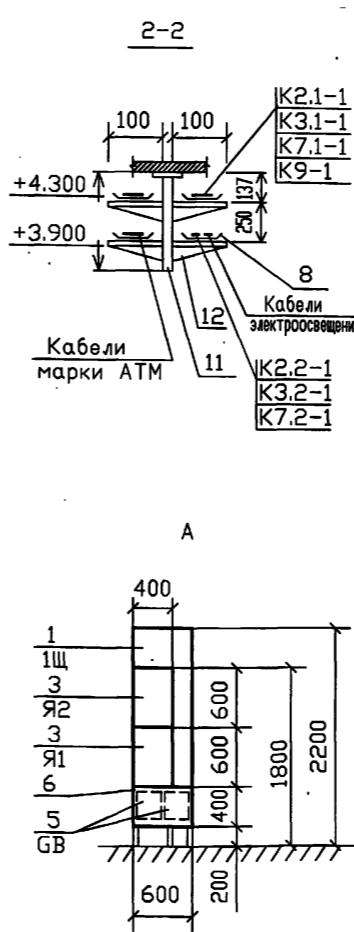 2-2
100 100
К2.1-1
К3.1-1
К7.1-1
К9-1
+4.300
137
+3.900
250
8
12
Кабели
электроосвещени
Кабели
марки АТМ
11
К2.2-1
К3.2-1
К7.2-1
А
400
1
1Щ
3
Я2
3
Я1
6
5
GB
600
600
400
200
1800
2200
600